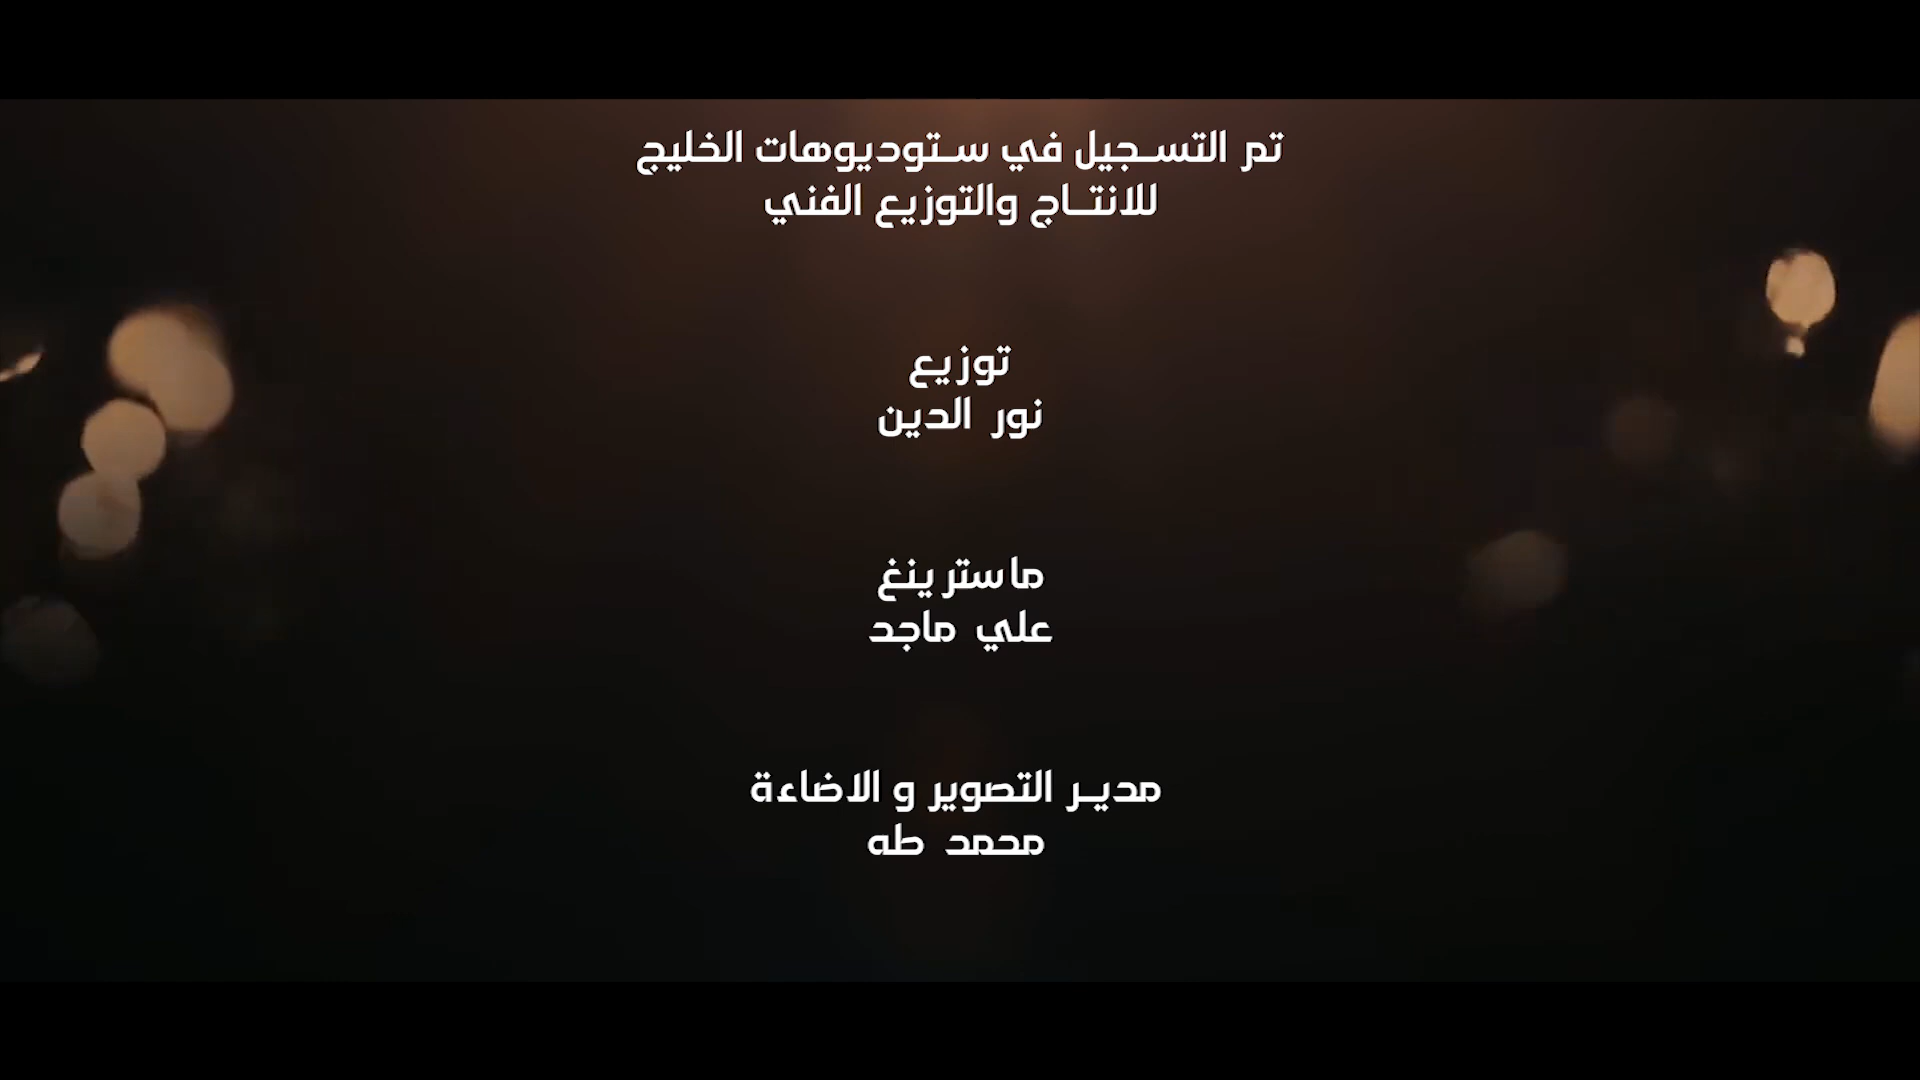 تم التسجيل في ستوديوهات الخليج
للانتاج والتوزيع الفني
توزيع
نور الدين
ماسترينغ
علي ماجد
مدير التصوير و الاضاءة
محمد طه